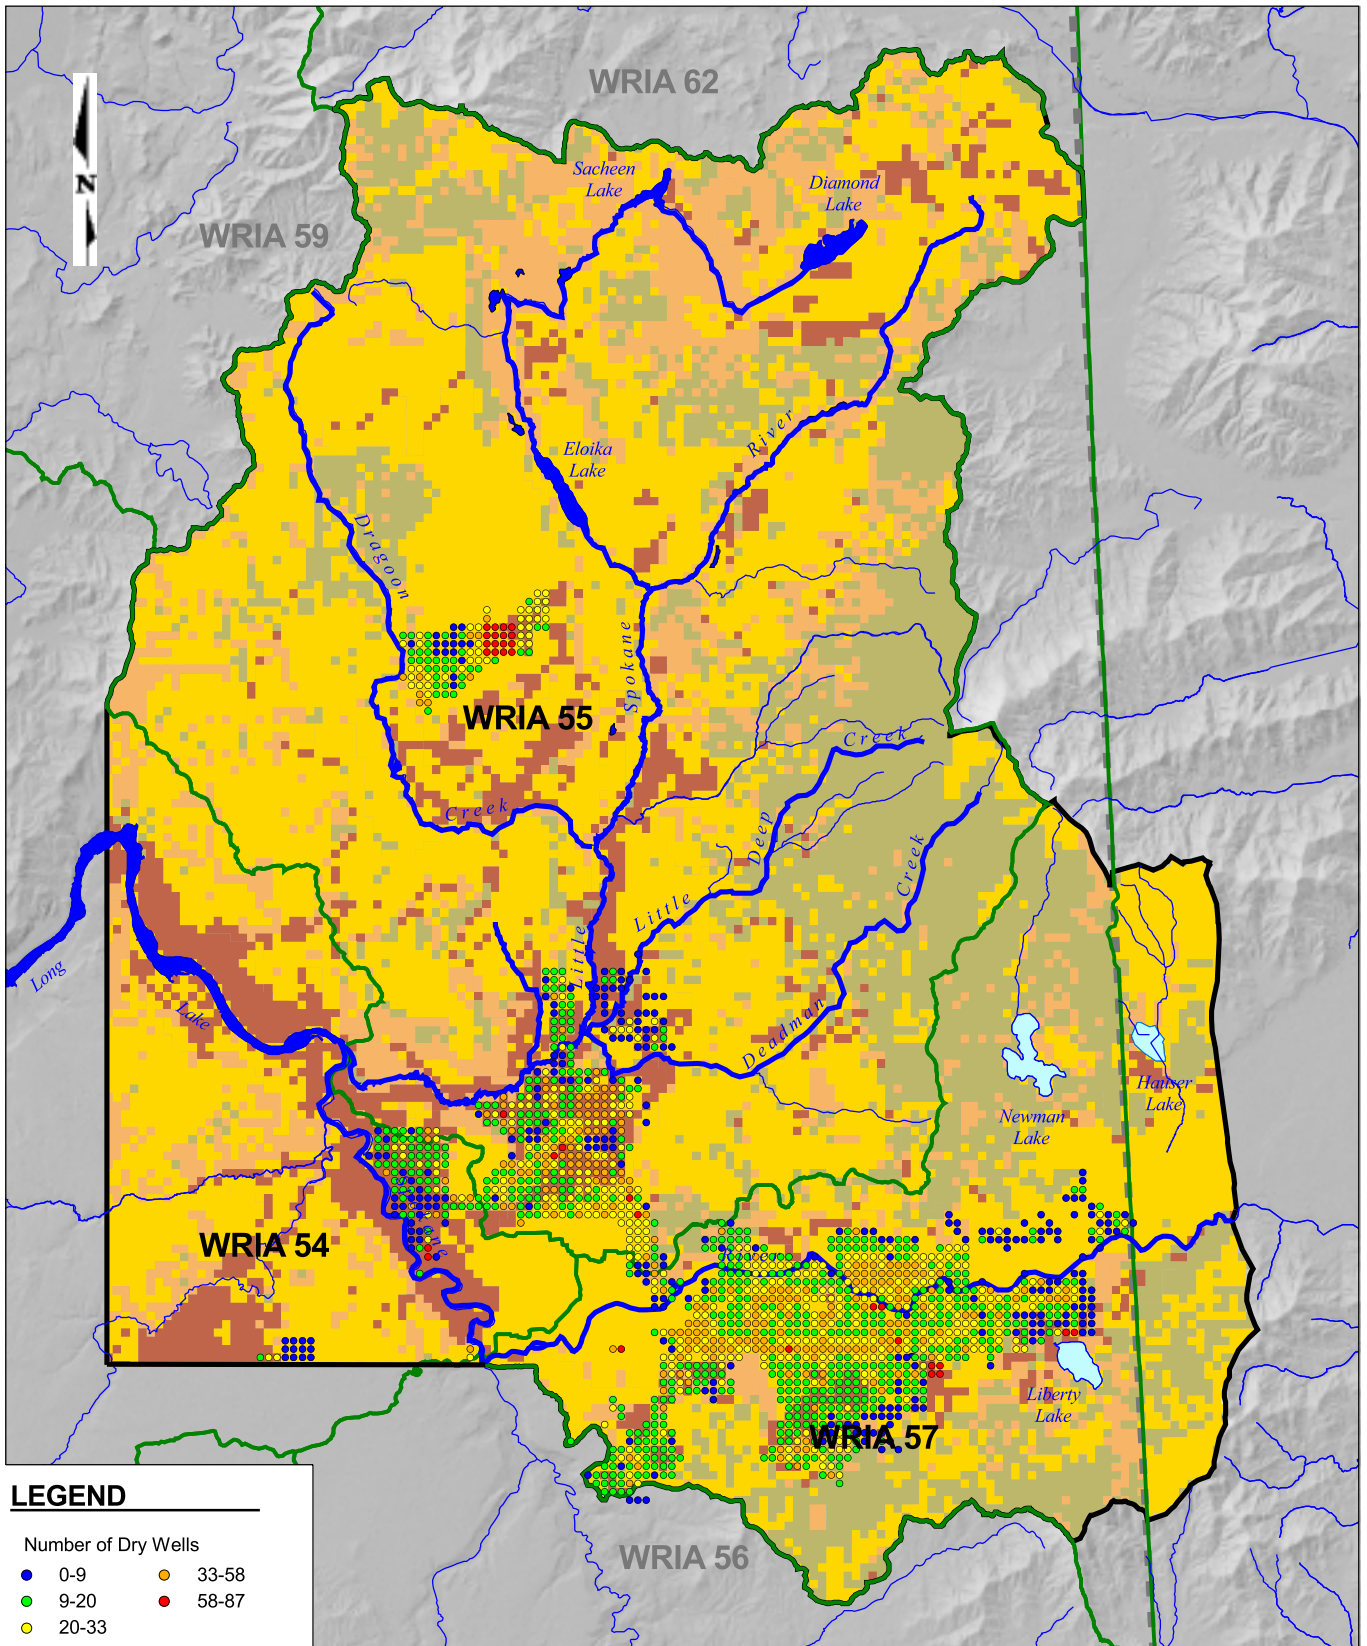 WRIA 62
Sacheen
Lake
Diamond
Lake
N
WRIA 59
River
Eloika
Lake
Dragoon
Spokane
WRIA 55
Creek
Creek
Deep
Creek
Little
Little
Long
Lake
Deadman
Hauser
Lake
Newman
Lake
WRIA 54
River
Liberty
Lake
WRIA 57
WRIA 56
LEGEND
Number of Dry Wells
0-9
33-58
9-20
58-87
20-33